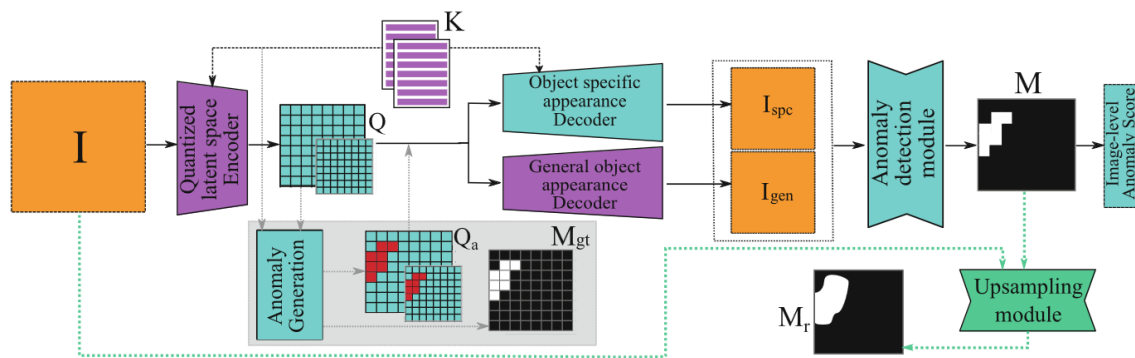 K
I
Quantized
latent space
Encoder
Q
Object specific
appearance
Decoder
General object
appearance
Decoder
I_spc
I_gen
Anomaly
detection
module
M
Image-level
Anomaly Score
Anomaly
Generation
Q_a
M_gt
M_r
Upsampling
module